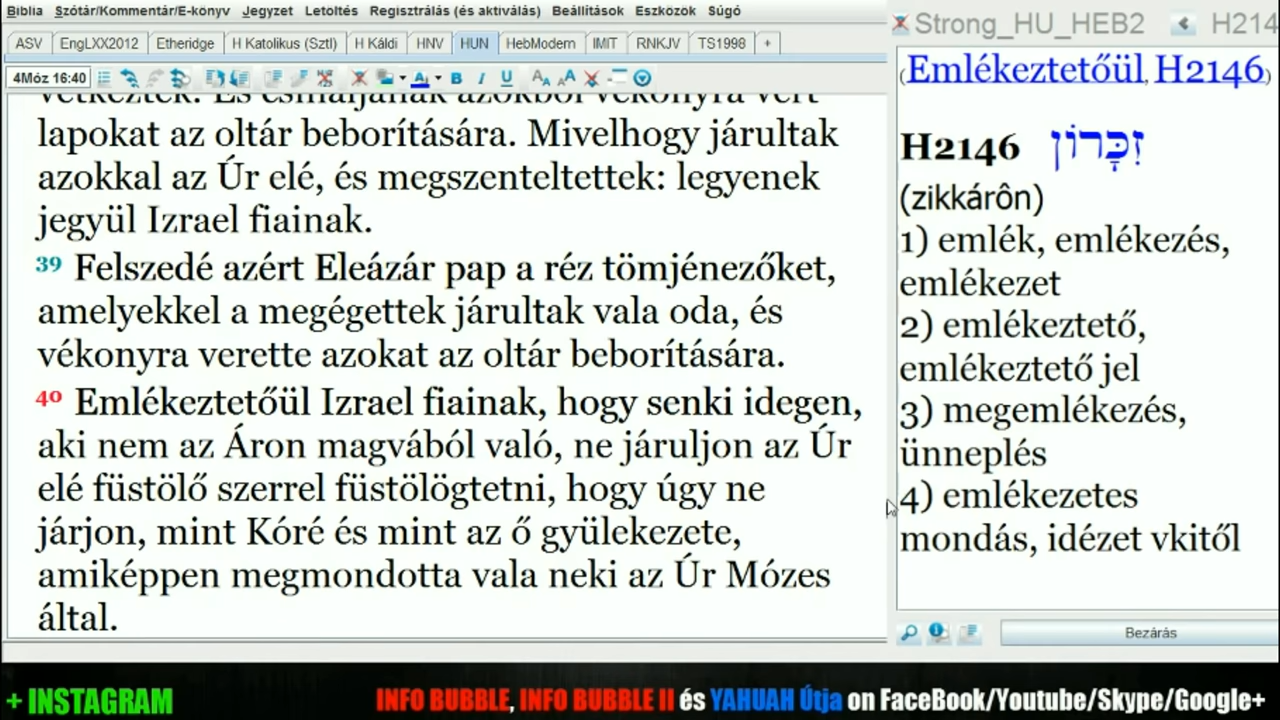 Biblia Szótár/Kommentár/E-könyv Jegyzet Letöltés Regisztrálás (és aktiválás) Beállítások Eszközök Súgó
ASV EngLXX2012 Etheridge H Katolikus (Sztl) H Káldi HNV HUN HebModern IMIT RNKJV TS1998 +
4Móz 16:40
vétkeztek. És csináljanak azokból vékonyra vert
lapokat az oltár beborítására. Mivelhogy járultak
azokkal az Úr elé, és megszenteltettek: legyenek
jegyül Izrael fiainak.
39 Felszedé azért Eleázár pap a réz tömjénezőket,
amelyekkel a megégettek járultak vala oda, és
vékonyra verette azokat az oltár beborítására.
40 Emlékeztetőül Izrael fiainak, hogy senki idegen,
aki nem az Áron magvából való, ne járuljon az Úr
elé füstölő szerrel füstölögtetni, hogy úgy ne
járjon, mint Kóré és mint az ő gyülekezete,
amiképpen megmondotta vala neki az Úr Mózes
által.
Strong_HU_HEB2 H214
(Emlékeztetőül, H2146)
H2146 זִכָּרוֹן
(zikkárôn)
1) emlék, emlékezés,
emlékezet
2) emlékeztető,
emlékeztető jel
3) megemlékezés,
ünneplés
4) emlékezetes
mondás, idézet vkitől
Bezárás
+ INSTAGRAM INFO BUBBLE, INFO BUBBLE II és YAHUAH Útja on FaceBook/Youtube/Skype/Google+